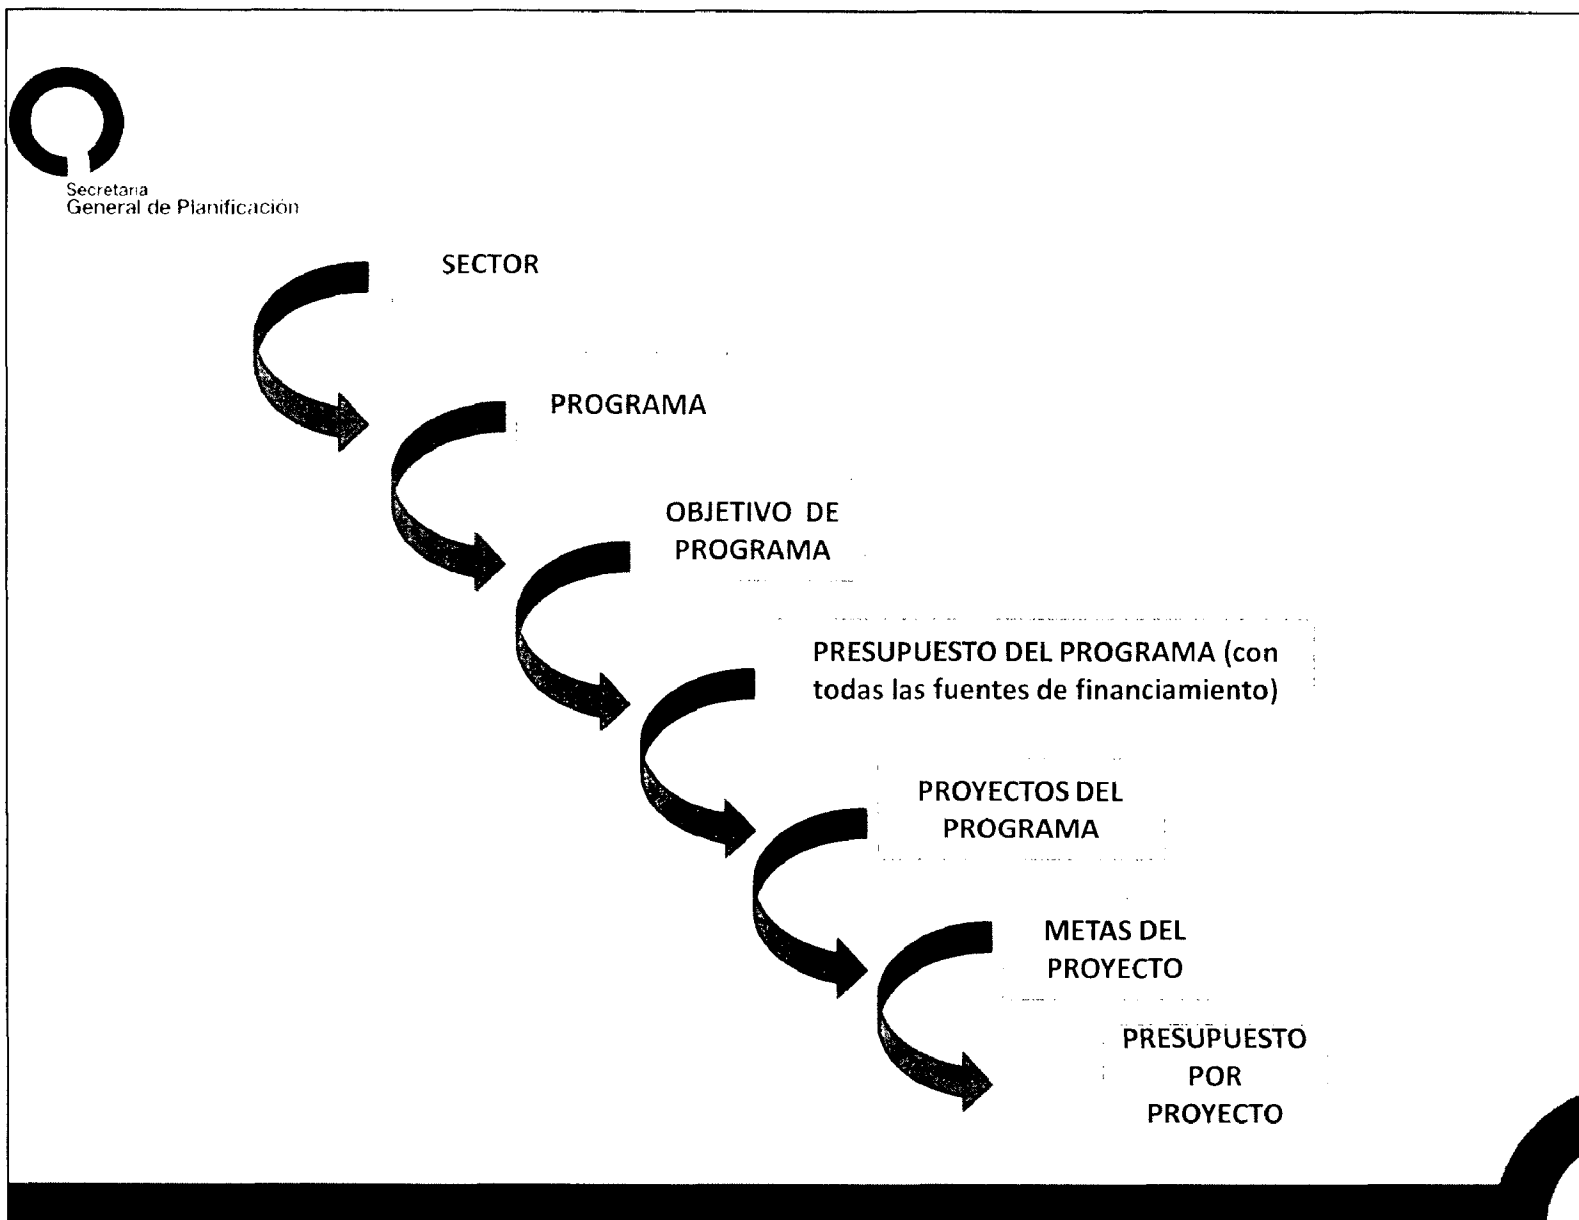 Secretaria
General de Planificación
SECTOR
PROGRAMA
OBJETIVO DE
PROGRAMA
PRESUPUESTO DEL PROGRAMA (con
todas las fuentes de financiamiento)
PROYECTOS DEL
PROGRAMA
METAS DEL
PROYECTO
PRESUPUESTO
POR
PROYECTO